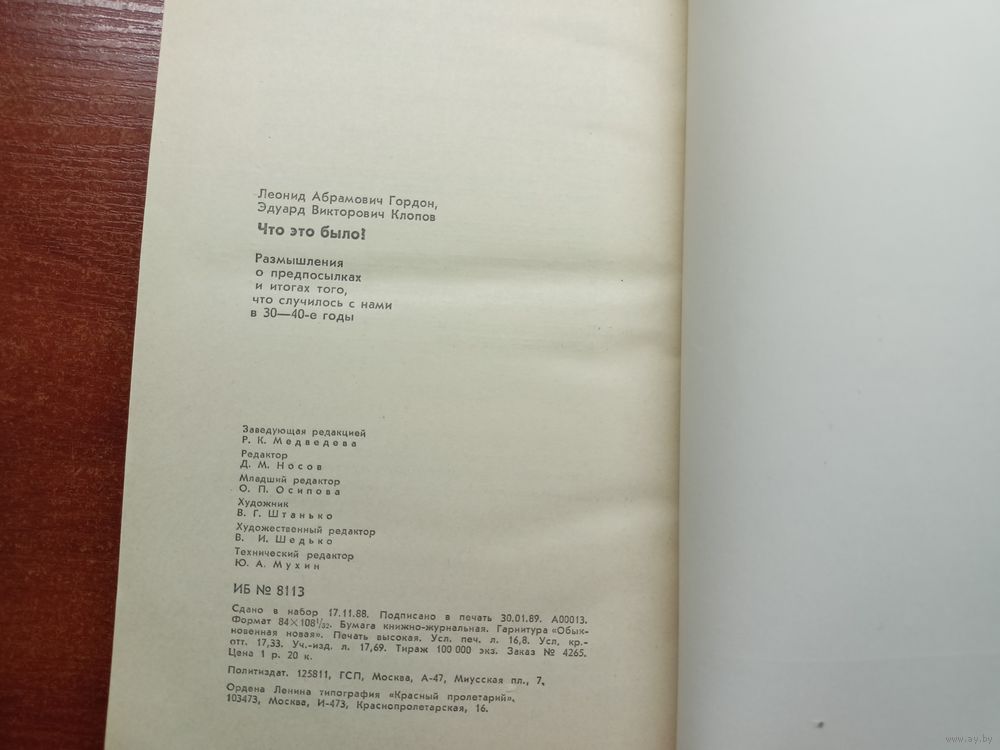 Леонид Абрамович Гордон,
Эдуард Викторович Клопов
Что это было?
Размышления
о предпосылках
и итогах того,
что случилось с нами
в 30—40-е годы
Заведующая редакцией
Р. К. Медведева
Редактор
Д. М. Носов
Младший редактор
О. П. Осипова
Художник
В. Г. Штанько
Художественный редактор
В. И. Шедько
Технический редактор
Ю. А. Мухин
ИБ № 8113
Сдано в набор 17.11.88. Подписано в печать 30.01.89. А00013.
Формат 84×108¹/₃₂. Бумага книжно-журнальная. Гарнитура «Обык-
новенная новая». Печать высокая. Усл. печ. л. 16,8. Усл. кр.-
отт. 17,33. Уч.-изд. л. 17,69. Тираж 100 000 экз. Заказ № 4265.
Цена 1 р. 20 к.
Политиздат. 125811, ГСП, Москва, А-47, Миусская пл., 7.
Ордена Ленина типография «Красный пролетарий».
103473, Москва, И-473, Краснопролетарская, 16.
www.ay.by